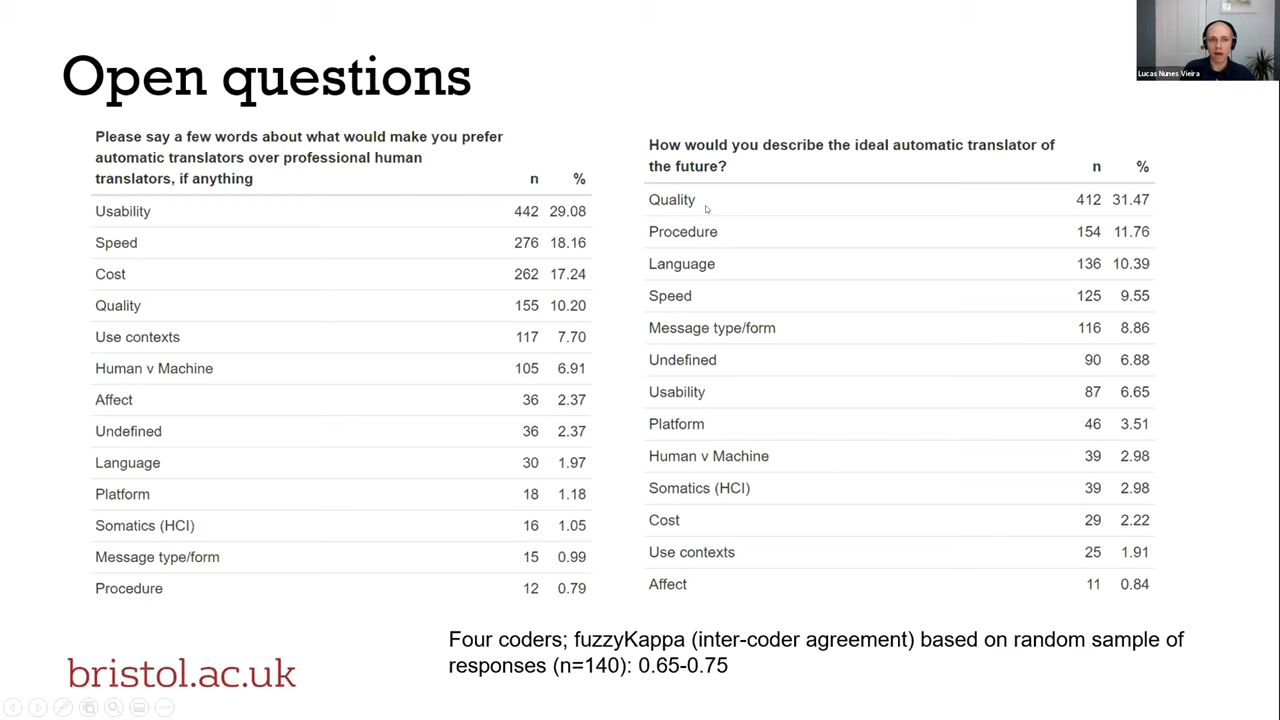 Lucas Nunes Vieira
Open questions
Please say a few words about what would make you prefer
automatic translators over professional human
translators, if anything n %
Usability 442 29.08
Speed 276 18.16
Cost 262 17.24
Quality 155 10.20
Use contexts 117 7.70
Human v Machine 105 6.91
Affect 36 2.37
Undefined 36 2.37
Language 30 1.97
Platform 18 1.18
Somatics (HCI) 16 1.05
Message type/form 15 0.99
Procedure 12 0.79
How would you describe the ideal automatic translator of
the future? n %
Quality 412 31.47
Procedure 154 11.76
Language 136 10.39
Speed 125 9.55
Message type/form 116 8.86
Undefined 90 6.88
Usability 87 6.65
Platform 46 3.51
Human v Machine 39 2.98
Somatics (HCI) 39 2.98
Cost 29 2.22
Use contexts 25 1.91
Affect 11 0.84
Four coders; fuzzyKappa (inter-coder agreement) based on random sample of
responses (n=140): 0.65-0.75
bristol.ac.uk